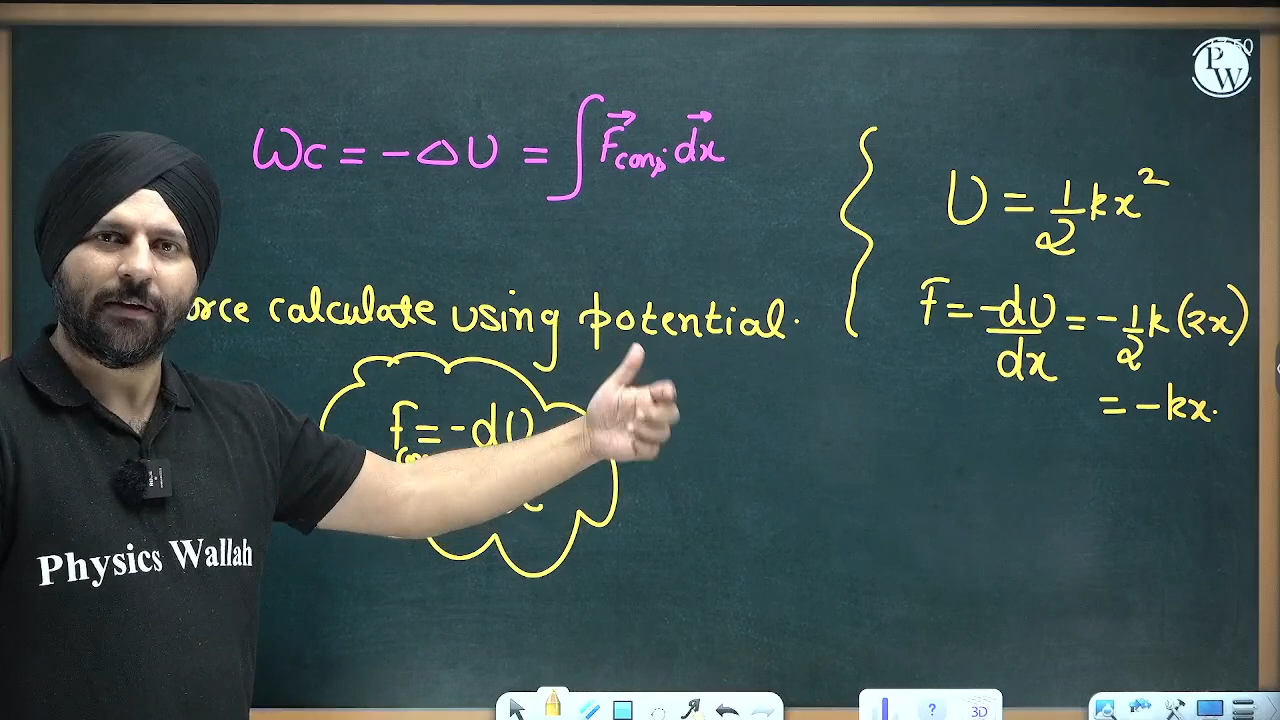 Wc = -ΔU = ∫F⃗cons dx⃗
calculate using potential.
F = -dU
U = 1/2 kx²
F = -dU/dx = -1/2 k(2x)
= -kx.
Physics Wallah
PW
?
3D